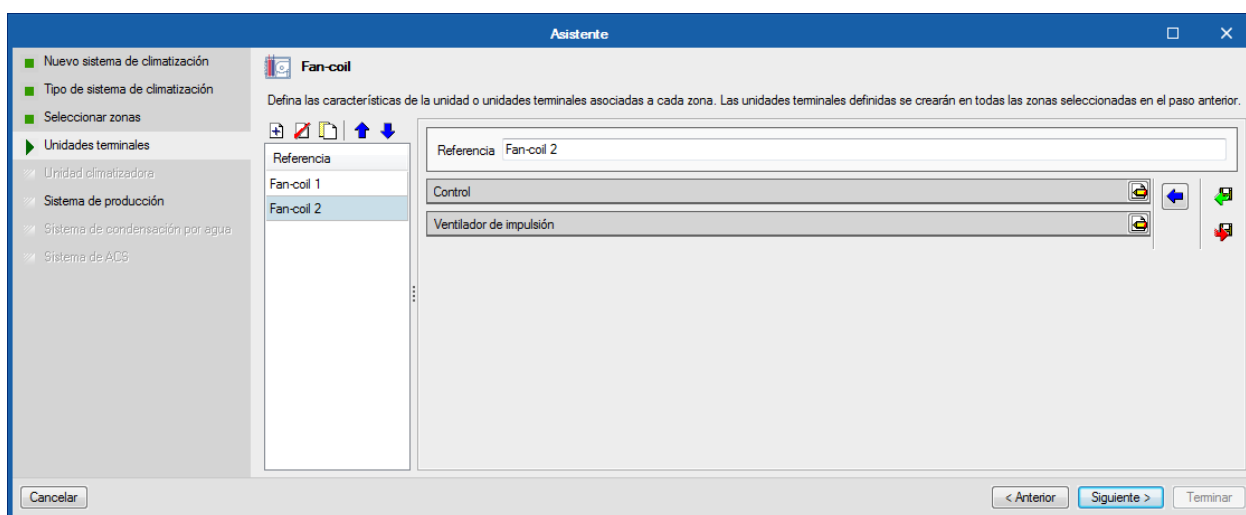 Asistente
Nuevo sistema de climatización
Tipo de sistema de climatización
Seleccionar zonas
Unidades terminales
Unidad climatizadora
Sistema de producción
Sistema de condensación por agua
Sistema de ACS
Fan-coil
Defina las características de la unidad o unidades terminales asociadas a cada zona. Las unidades terminales definidas se crearán en todas las zonas seleccionadas en el paso anterior.
Referencia
Fan-coil 1
Fan-coil 2
Referencia Fan-coil 2
Control
Ventilador de impulsión
Cancelar
< Anterior
Siguiente >
Terminar